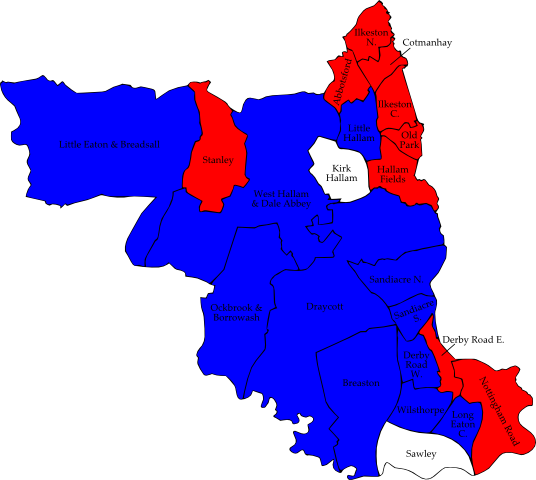 Ilkeston
N.
Cotmanhay
Abbotsford
Ilkeston
C.
Little
Hallam
Old
Park
Little Eaton & Breadsall
Stanley
Kirk
Hallam
Hallam
Fields
West Hallam
& Dale Abbey
Sandiacre N.
Ockbrook &
Borrowash
Draycott
Sandiacre
S.
Derby Road E.
Derby
Road
W.
Breaston
Nottingham Road
Wilsthorpe
Long
Eaton
C.
Sawley